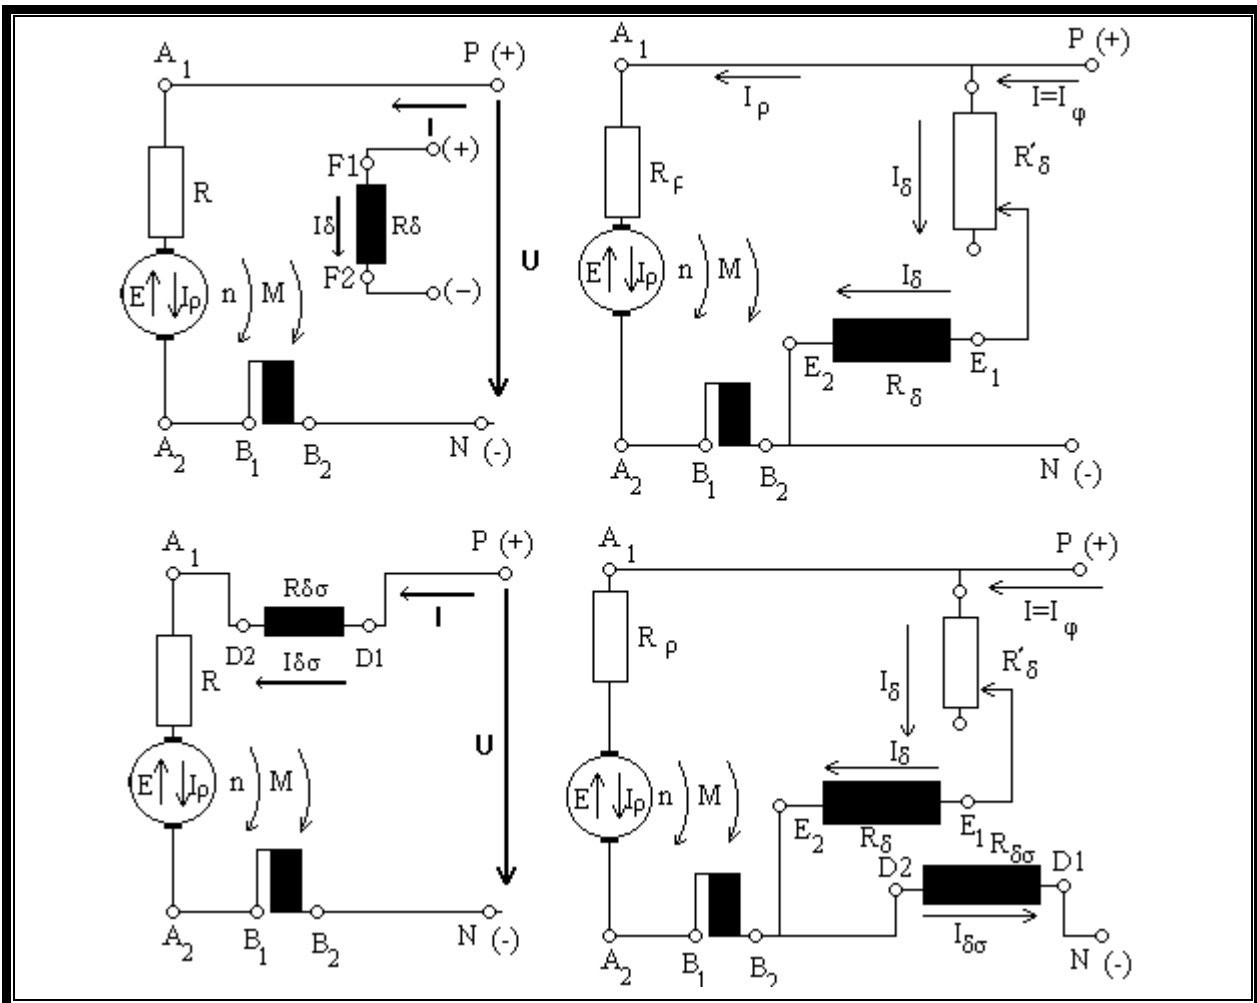 A1
P (+)
I
R
F1
(+)
Iδ
Rδ
F2
(−)
E
Iρ
n
M
U
A2
B1
B2
N (-)
A1
P (+)
Iρ
I=Iφ
Rρ
R′δ
Iδ
E
Iρ
n
M
Iδ
E2
Rδ
E1
A2
B1
B2
N (-)
A1
P (+)
Rδσ
I
D2
D1
Iδσ
R
U
E
Iρ
n
M
A2
B1
B2
N (-)
A1
P (+)
I=Iφ
Rρ
R′δ
Iδ
Iδ
E
Iρ
n
M
E2
Rδ
E1
Rδσ
D2
D1
Iδσ
A2
B1
B2
N (-)